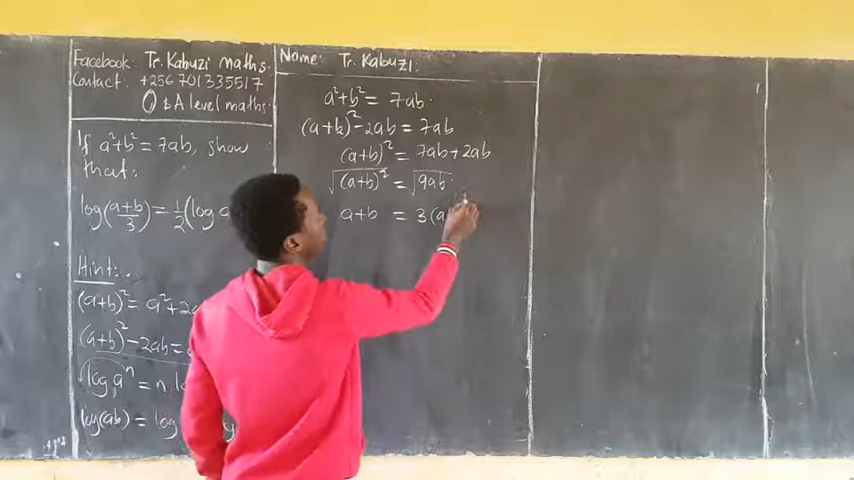 Facebook: Tr. Kabuzi maths.
Contact: +256 701335517
O & A level maths
If a²+b² = 7ab, show
that:
log(a+b/3) = 1/2(log a
Hint:
(a+b)² = a²+2a
(a+b)² - 2ab =
log aⁿ = n l
log(ab) = log
Name: Tr. Kabuzi.
a²+b² = 7ab
(a+b)² - 2ab = 7ab
(a+b)² = 7ab + 2ab
√(a+b)² = √9ab
a+b = 3(a